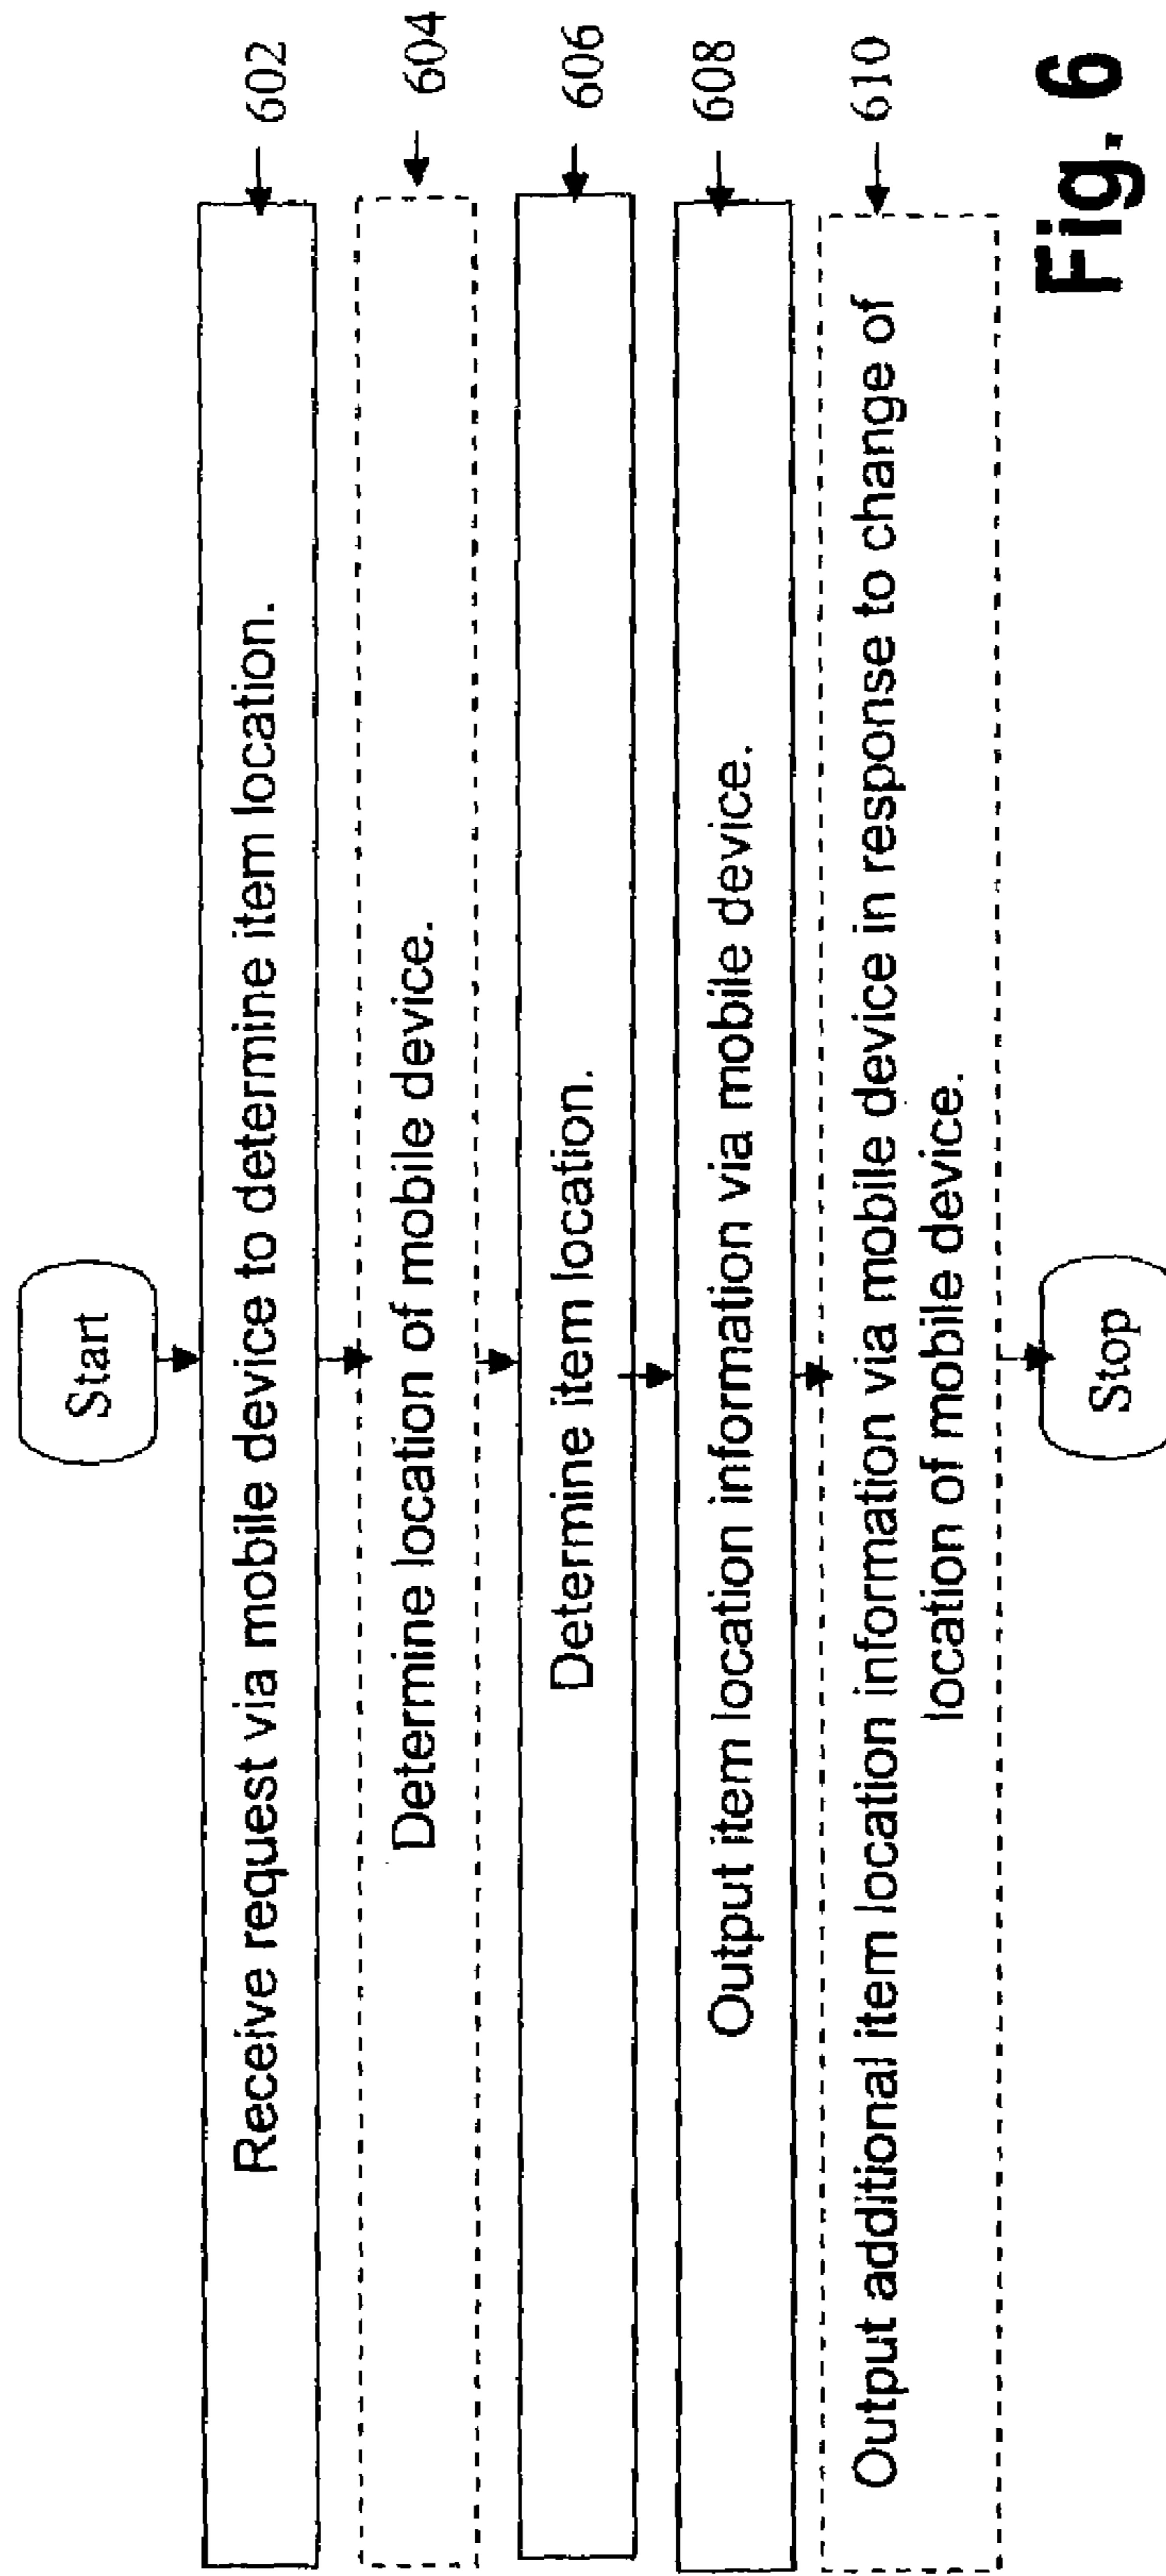 Start
Receive request via mobile device to determine item location.
602
Determine location of mobile device.
604
Determine item location.
606
Output item location information via mobile device.
608
Output additional item location information via mobile device in response to change of
location of mobile device.
610
Stop
Fig. 6